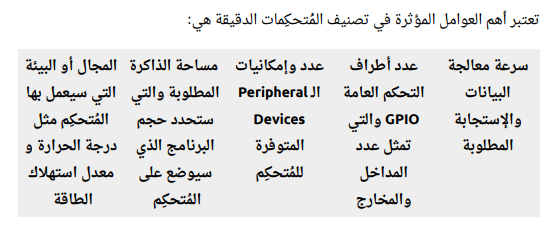 تعتبر أهم العوامل المؤثرة في تصنيف المُتحكِمات الدقيقة هي:
سرعة معالجة
البيانات
والإستجابة
المطلوبة
عدد أطراف
التحكم العامة
GPIO والتي
تمثل عدد
المداخل
والمخارج
عدد وإمكانيات
الـ Peripheral
Devices
المتوفرة
للمُتحكِم
مساحة الذاكرة
المطلوبة والتي
ستحدد حجم
البرنامج الذي
سيوضع على
المُتحكِم
المجال أو البيئة
التي سيعمل بها
المُتحكِم مثل
درجة الحرارة و
معدل استهلاك
الطاقة